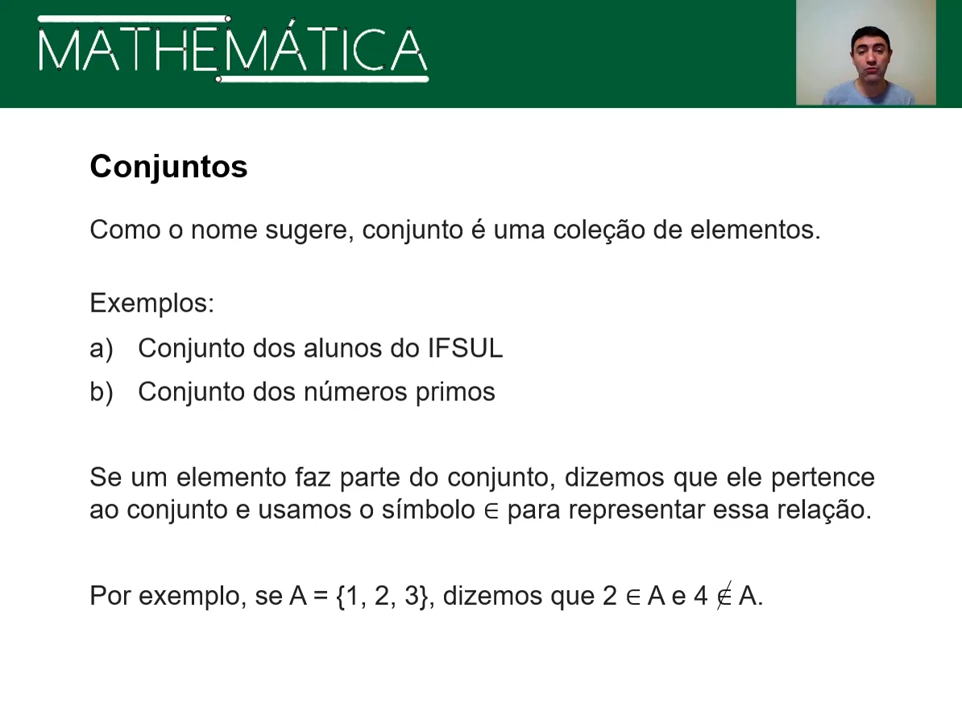 MATHEMÁTICA
Conjuntos
Como o nome sugere, conjunto é uma coleção de elementos.
Exemplos:
a) Conjunto dos alunos do IFSUL
b) Conjunto dos números primos
Se um elemento faz parte do conjunto, dizemos que ele pertence
ao conjunto e usamos o símbolo ∈ para representar essa relação.
Por exemplo, se A = {1, 2, 3}, dizemos que 2 ∈ A e 4 ∉ A.